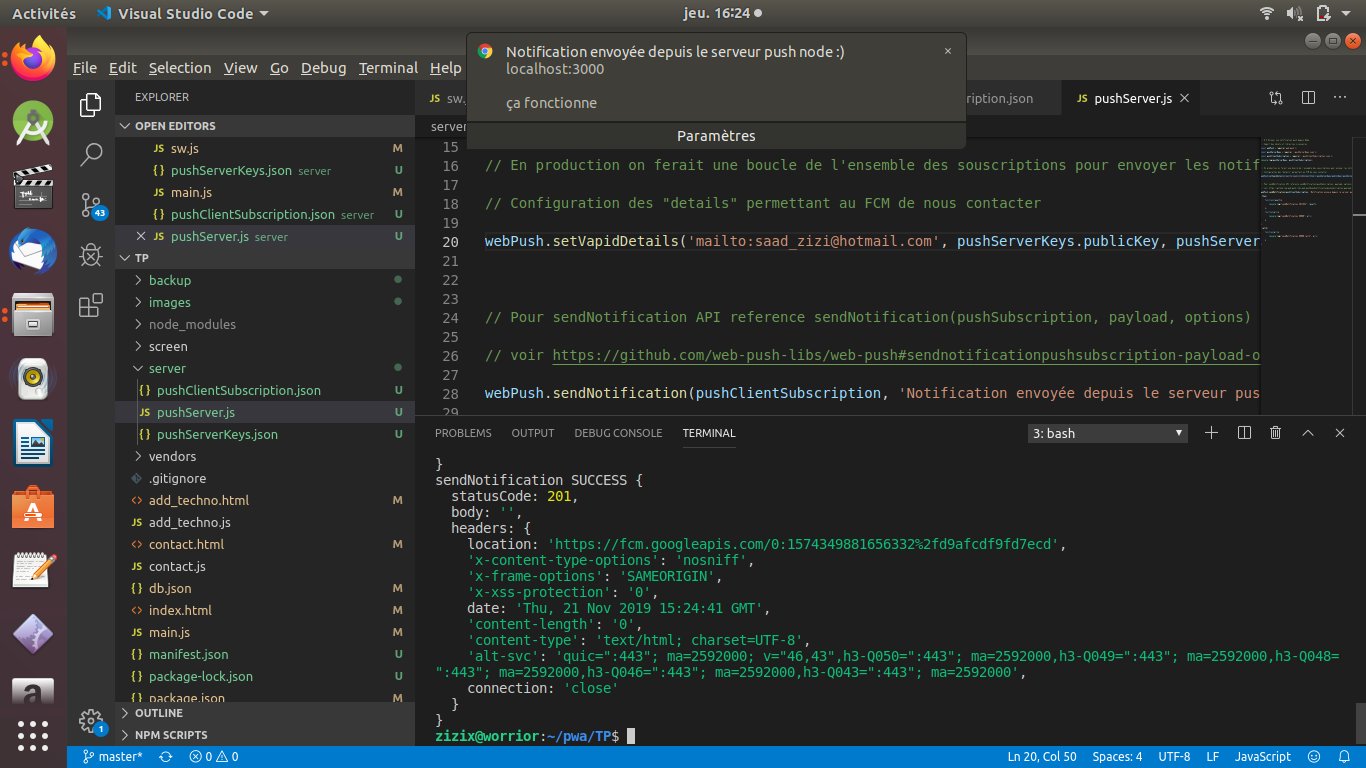 Activités
Visual Studio Code
jeu. 16:24
File Edit Selection View Go Debug Terminal Help
Notification envoyée depuis le serveur push node :)
localhost:3000
ça fonctionne
Paramètres
EXPLORER
OPEN EDITORS
sw.js M
pushServerKeys.json server U
main.js M
pushClientSubscription.json server U
pushServer.js server U
TP
backup
images
node_modules
screen
server
pushClientSubscription.json U
pushServer.js U
pushServerKeys.json U
vendors
.gitignore
add_techno.html M
add_techno.js
contact.html M
contact.js
db.json M
index.html M
main.js M
manifest.json U
package-lock.json U
package.json M
OUTLINE
NPM SCRIPTS
43
1
JS sw.
ription.json
JS pushServer.js
server
15
16 // En production on ferait une boucle de l'ensemble des souscriptions pour envoyer les notif
17
18 // Configuration des "details" permettant au FCM de nous contacter
19
20 webPush.setVapidDetails('mailto:saad_zizi@hotmail.com', pushServerKeys.publicKey, pushServer
21
22
23
24 // Pour sendNotification API reference sendNotification(pushSubscription, payload, options)
25
26 // voir https://github.com/web-push-libs/web-push#sendnotificationpushsubscription-payload-o
27
28 webPush.sendNotification(pushClientSubscription, 'Notification envoyée depuis le serveur pus
29
PROBLEMS OUTPUT DEBUG CONSOLE TERMINAL
3: bash
}
sendNotification SUCCESS {
statusCode: 201,
body: '',
headers: {
location: 'https://fcm.googleapis.com/0:1574349881656332%2fd9afcdf9fd7ecd',
'x-content-type-options': 'nosniff',
'x-frame-options': 'SAMEORIGIN',
'x-xss-protection': '0',
date: 'Thu, 21 Nov 2019 15:24:41 GMT',
'content-length': '0',
'content-type': 'text/html; charset=UTF-8',
'alt-svc': 'quic=":443"; ma=2592000; v="46,43",h3-Q050=":443"; ma=2592000,h3-Q049=":443"; ma=2592000,h3-Q048=
":443"; ma=2592000,h3-Q046=":443"; ma=2592000,h3-Q043=":443"; ma=2592000',
connection: 'close'
}
}
zizix@worrior:~/pwa/TP$
master* 0 0
Ln 20, Col 50 Spaces: 4 UTF-8 LF JavaScript